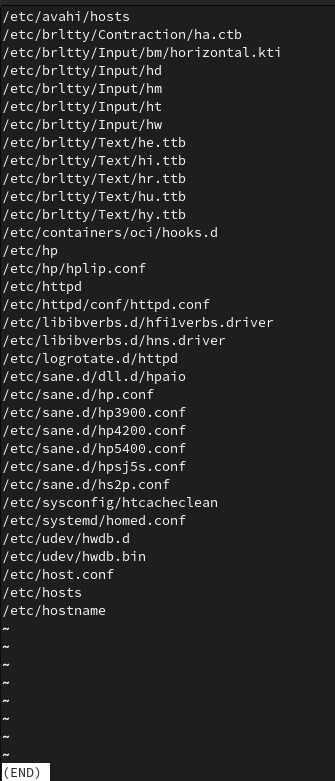 /etc/avahi/hosts
/etc/brltty/Contraction/ha.ctb
/etc/brltty/Input/bm/horizontal.kti
/etc/brltty/Input/hd
/etc/brltty/Input/hm
/etc/brltty/Input/ht
/etc/brltty/Input/hw
/etc/brltty/Text/he.ttb
/etc/brltty/Text/hi.ttb
/etc/brltty/Text/hr.ttb
/etc/brltty/Text/hu.ttb
/etc/brltty/Text/hy.ttb
/etc/containers/oci/hooks.d
/etc/hp
/etc/hp/hplip.conf
/etc/httpd
/etc/httpd/conf/httpd.conf
/etc/libibverbs.d/hfi1verbs.driver
/etc/libibverbs.d/hns.driver
/etc/logrotate.d/httpd
/etc/sane.d/dll.d/hpaio
/etc/sane.d/hp.conf
/etc/sane.d/hp3900.conf
/etc/sane.d/hp4200.conf
/etc/sane.d/hp5400.conf
/etc/sane.d/hpsj5s.conf
/etc/sane.d/hs2p.conf
/etc/sysconfig/htcacheclean
/etc/systemd/homed.conf
/etc/udev/hwdb.d
/etc/udev/hwdb.bin
/etc/host.conf
/etc/hosts
/etc/hostname
~
~
~
~
~
~
~
~
(END)